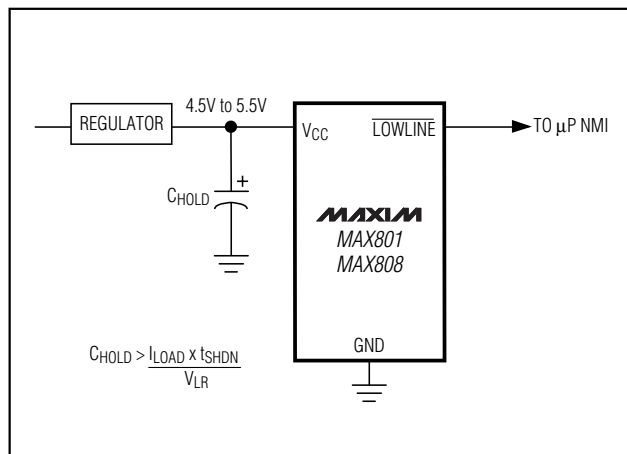 4.5V to 5.5V
REGULATOR
VCC
LOWLINE
TO µP NMI
+
CHOLD
MAXIM
MAX801
MAX808
CHOLD > ILOAD x tSHDN
VLR
GND